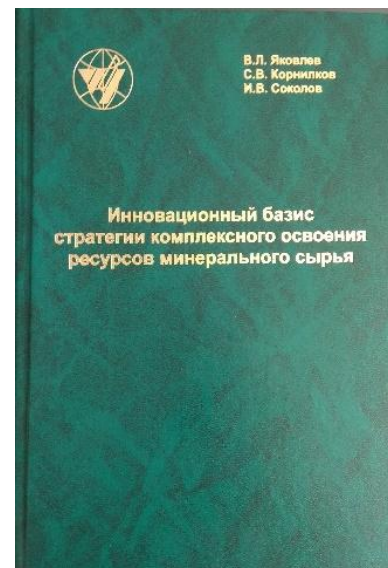 В.Л. Яковлев
С.В. Корнилков
И.В. Соколов
Инновационный базис
стратегии комплексного освоения
ресурсов минерального сырья